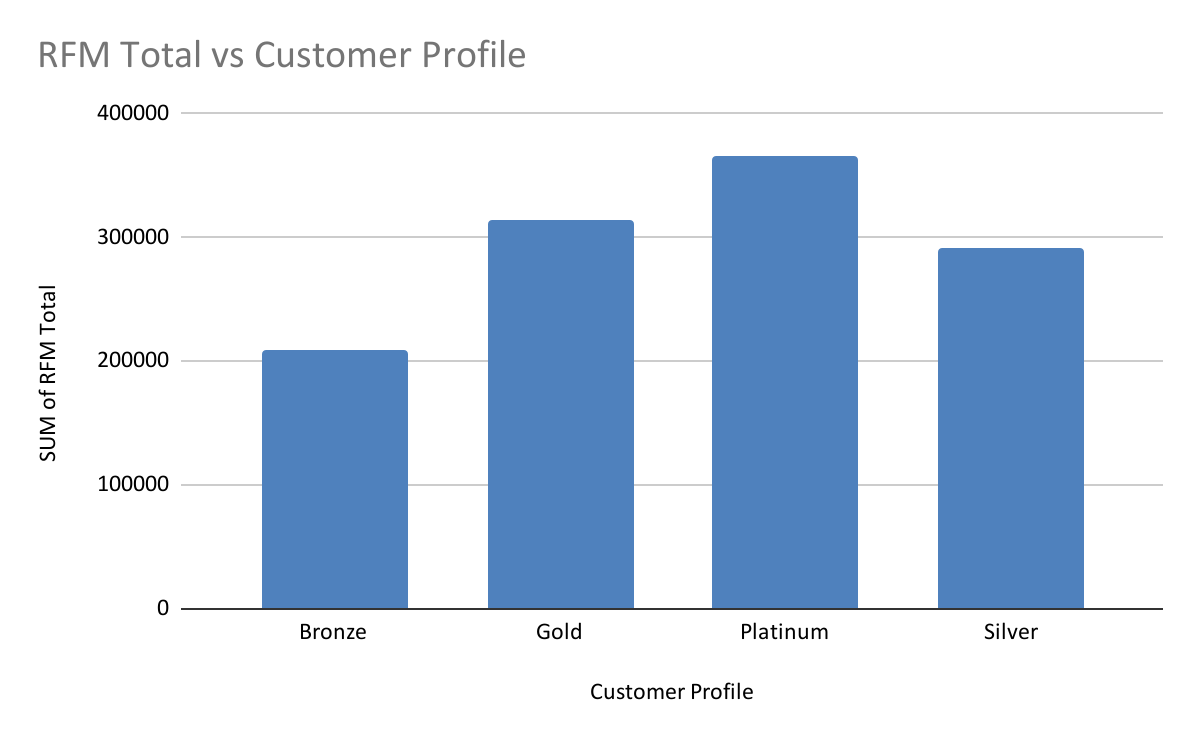 RFM Total vs Customer Profile
400000
300000
200000
100000
0
SUM of RFM Total
Bronze
Gold
Platinum
Silver
Customer Profile